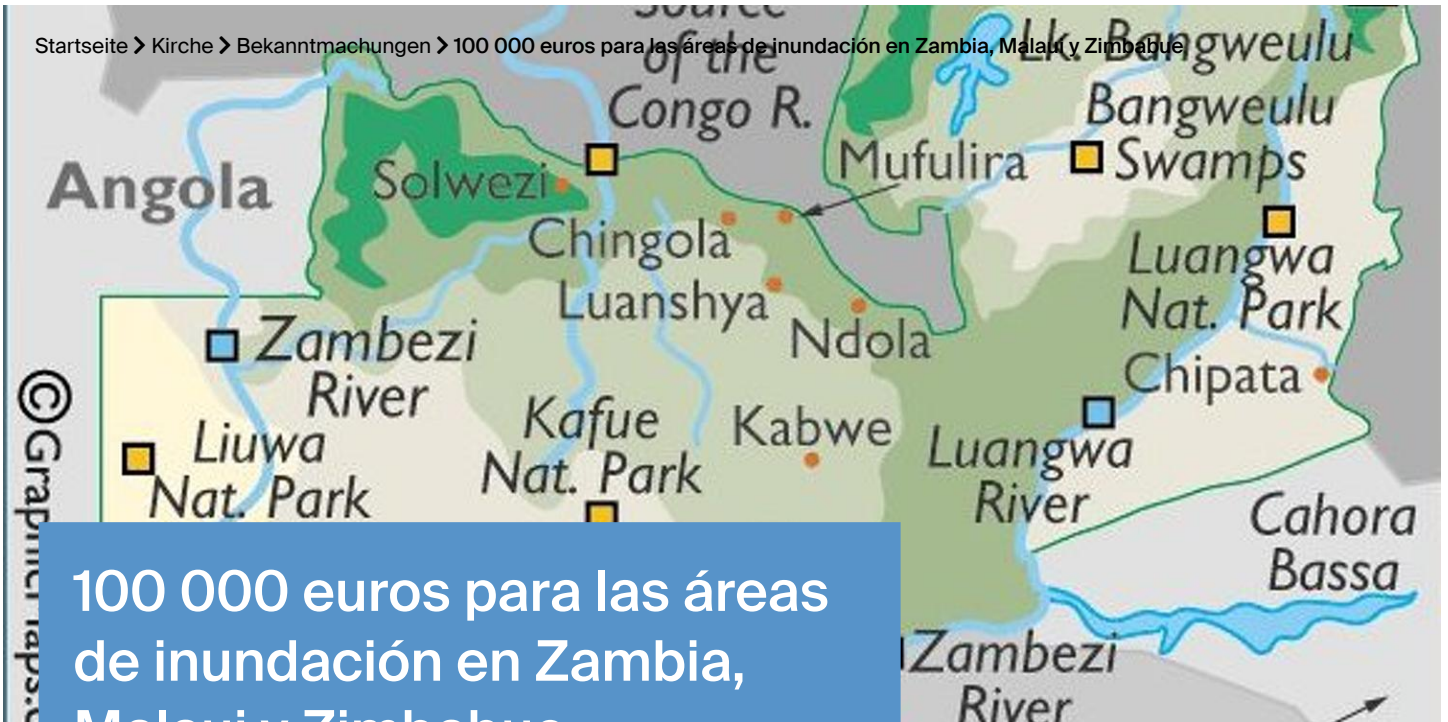 Source
Startseite > Kirche > Bekanntmachungen > 100 000 euros para las áreas de inundación en Zambia, Malaui y Zimbabue
of the
Congo R.
Lk. Bangweulu
Bangweulu
Swamps
Mufulira
Angola
Solwezi
Chingola
Luangwa
Nat. Park
Luanshya
Ndola
Zambezi
River
Chipata
Liuwa
Nat. Park
Kafue
Nat. Park
Kabwe
Luangwa
River
Cahora
Bassa
100 000 euros para las áreas
de inundación en Zambia,
Malaui y Zimbabue
Zambezi
River